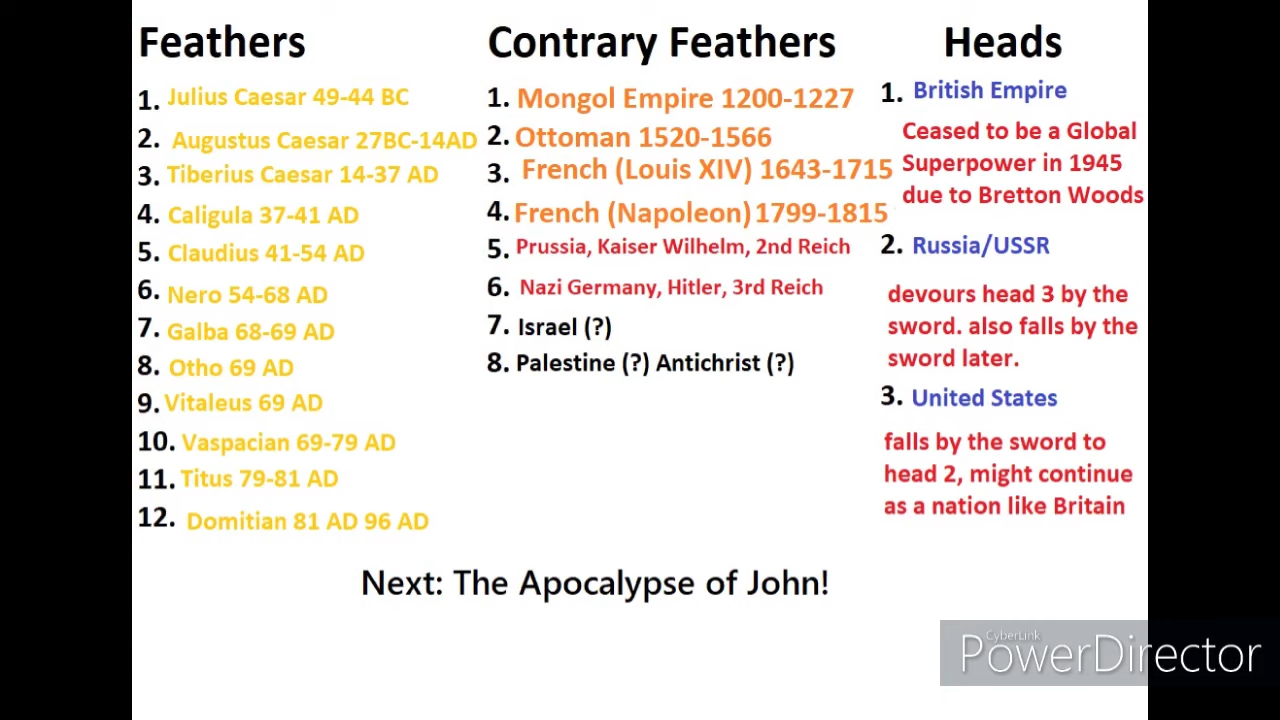 Feathers
1. Julius Caesar 49-44 BC
2. Augustus Caesar 27BC-14AD
3. Tiberius Caesar 14-37 AD
4. Caligula 37-41 AD
5. Claudius 41-54 AD
6. Nero 54-68 AD
7. Galba 68-69 AD
8. Otho 69 AD
9. Vitaleus 69 AD
10. Vaspacian 69-79 AD
11. Titus 79-81 AD
12. Domitian 81 AD 96 AD
Contrary Feathers
1. Mongol Empire 1200-1227
2. Ottoman 1520-1566
3. French (Louis XIV) 1643-1715
4. French (Napoleon) 1799-1815
5. Prussia, Kaiser Wilhelm, 2nd Reich
6. Nazi Germany, Hitler, 3rd Reich
7. Israel (?)
8. Palestine (?) Antichrist (?)
Heads
1. British Empire
Ceased to be a Global
Superpower in 1945
due to Bretton Woods
2. Russia/USSR
devours head 3 by the
sword. also falls by the
sword later.
3. United States
falls by the sword to
head 2, might continue
as a nation like Britain
Next: The Apocalypse of John!
CyberLink
PowerDirector